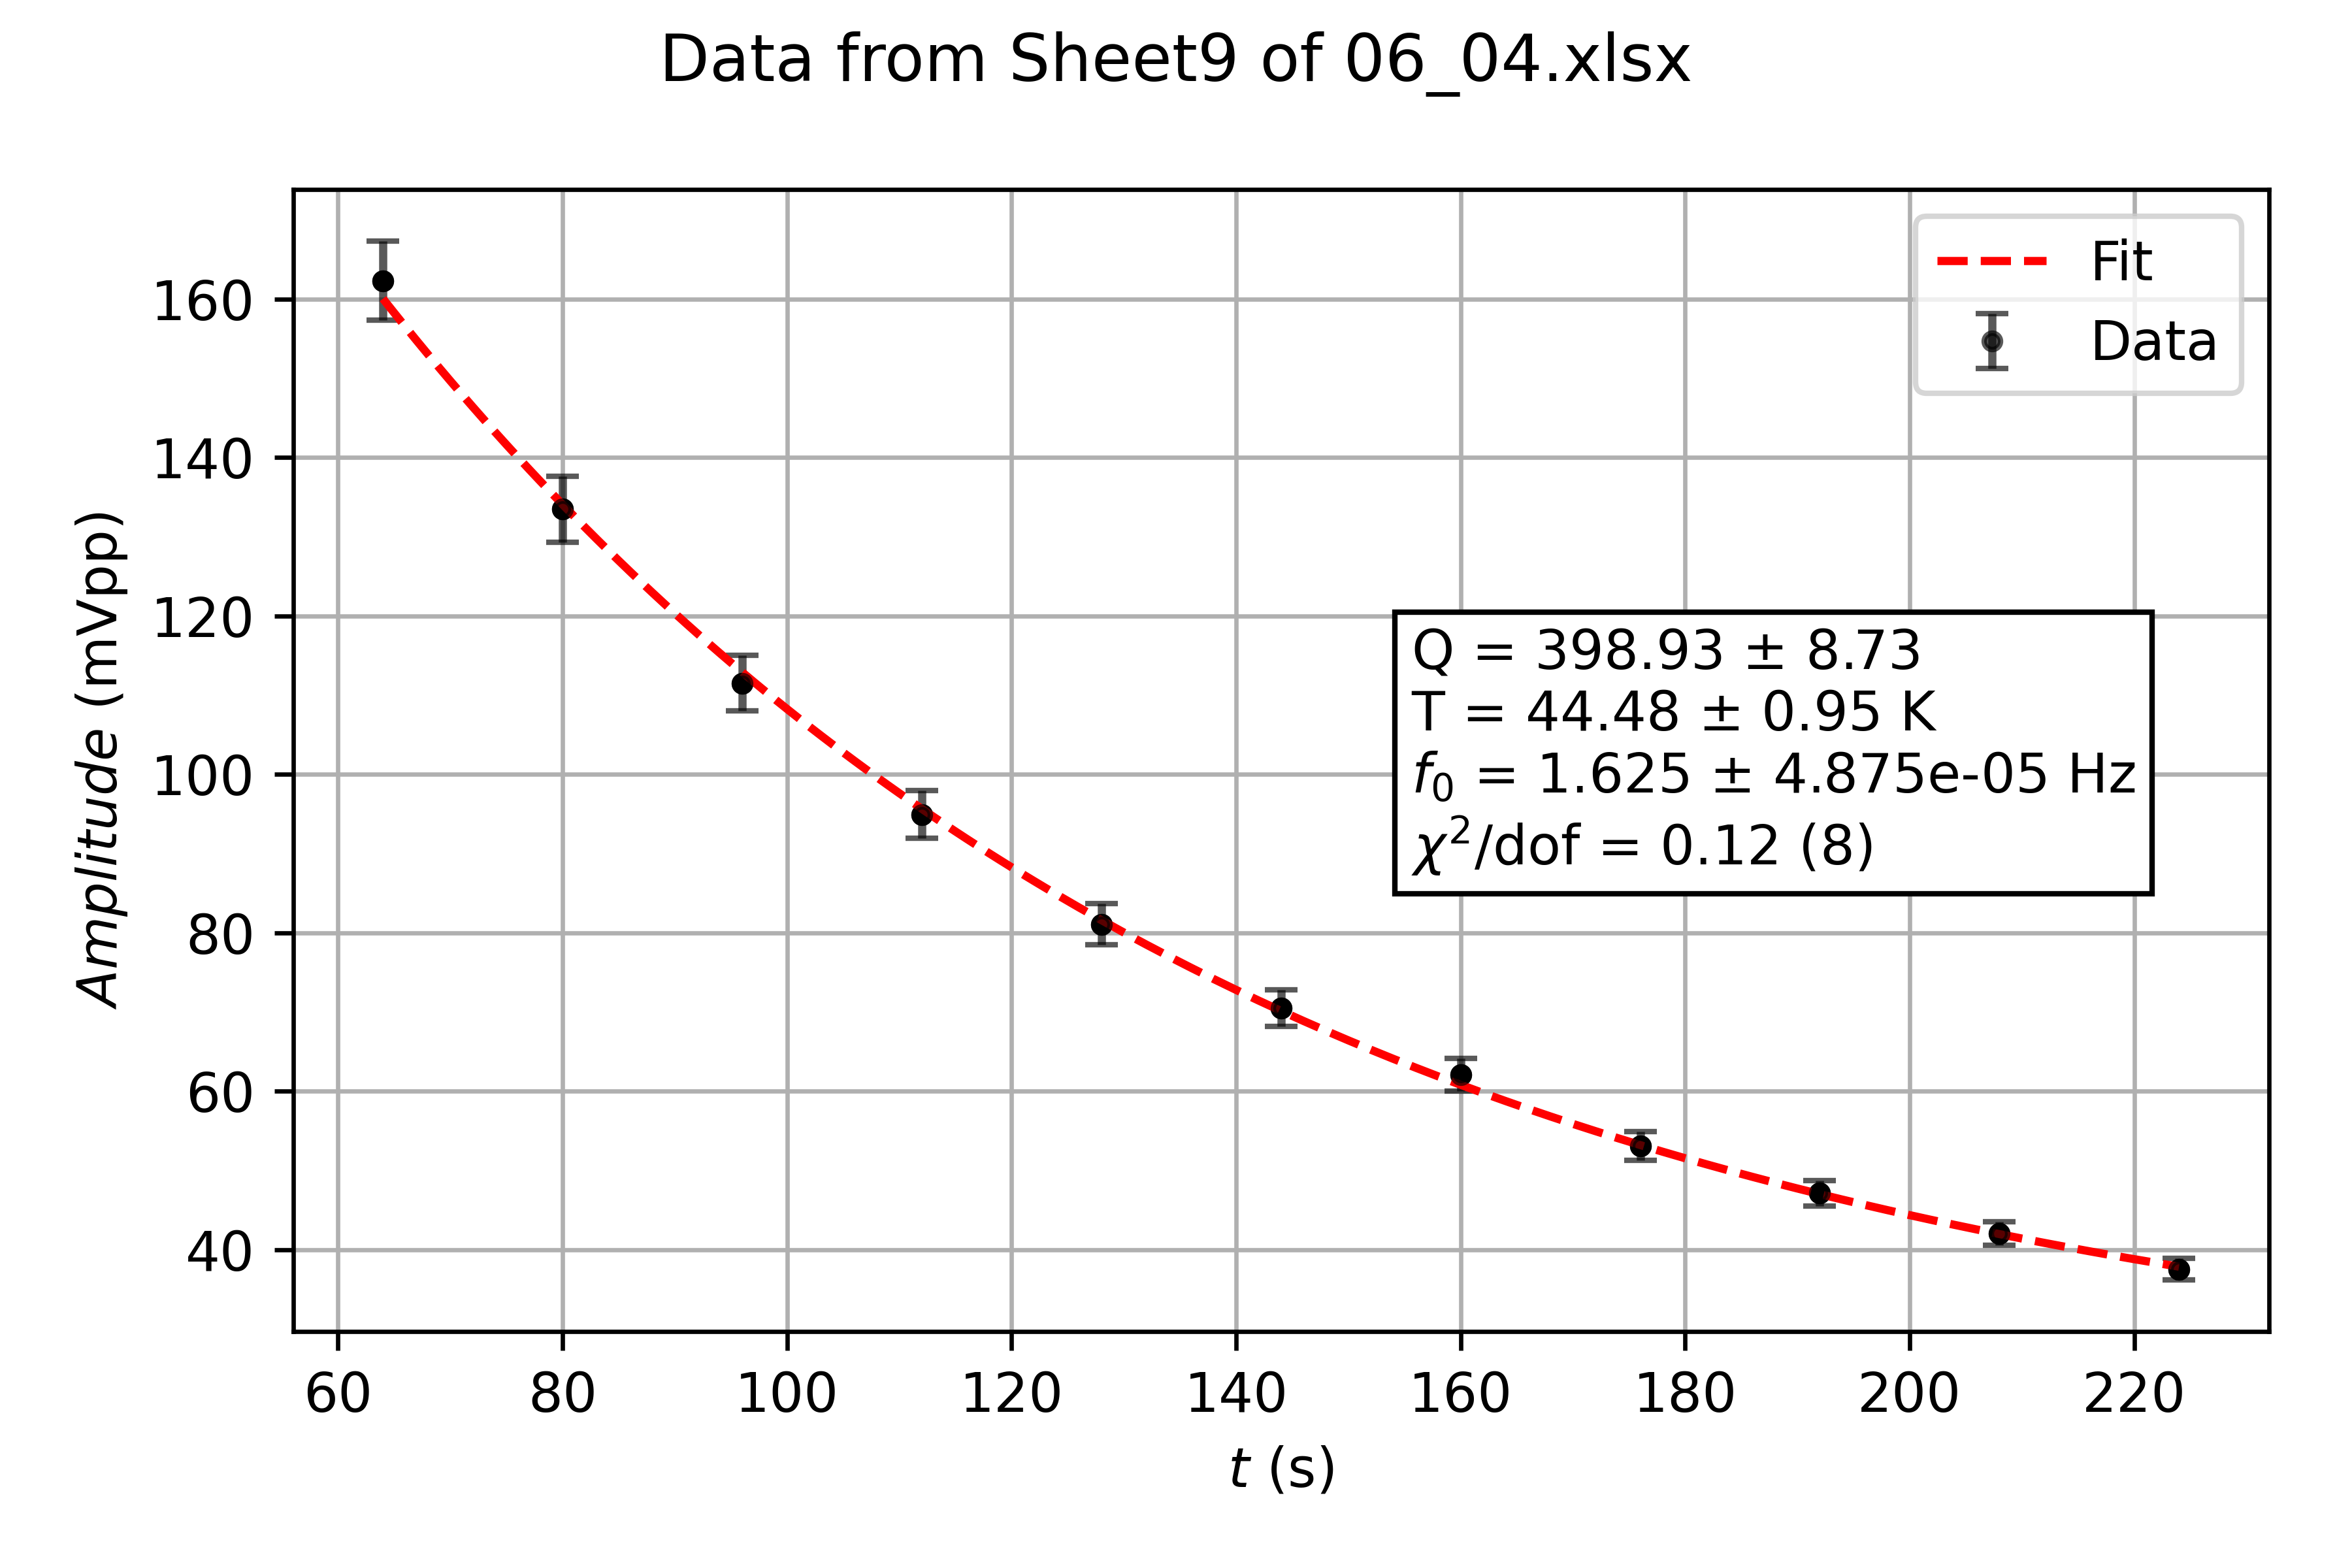 Data from Sheet9 of 06_04.xlsx
Fit
Data
160
140
120
100
80
60
40
Amplitude (mVpp)
Q = 398.93 ± 8.73
T = 44.48 ± 0.95 K
f₀ = 1.625 ± 4.875e-05 Hz
χ²/dof = 0.12 (8)
60 80 100 120 140 160 180 200 220
t (s)